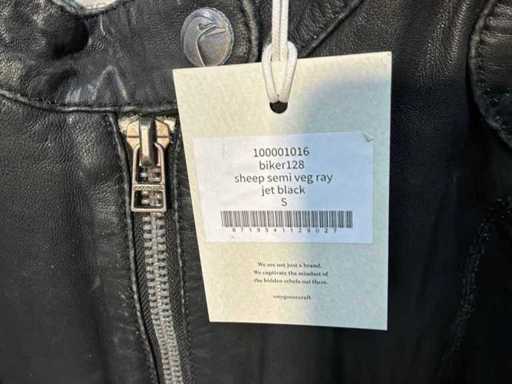 100001016
biker128
sheep semi veg ray
jet black
S
We are not just a brand.
We captivate the mindset of
the hidden rebels out there.